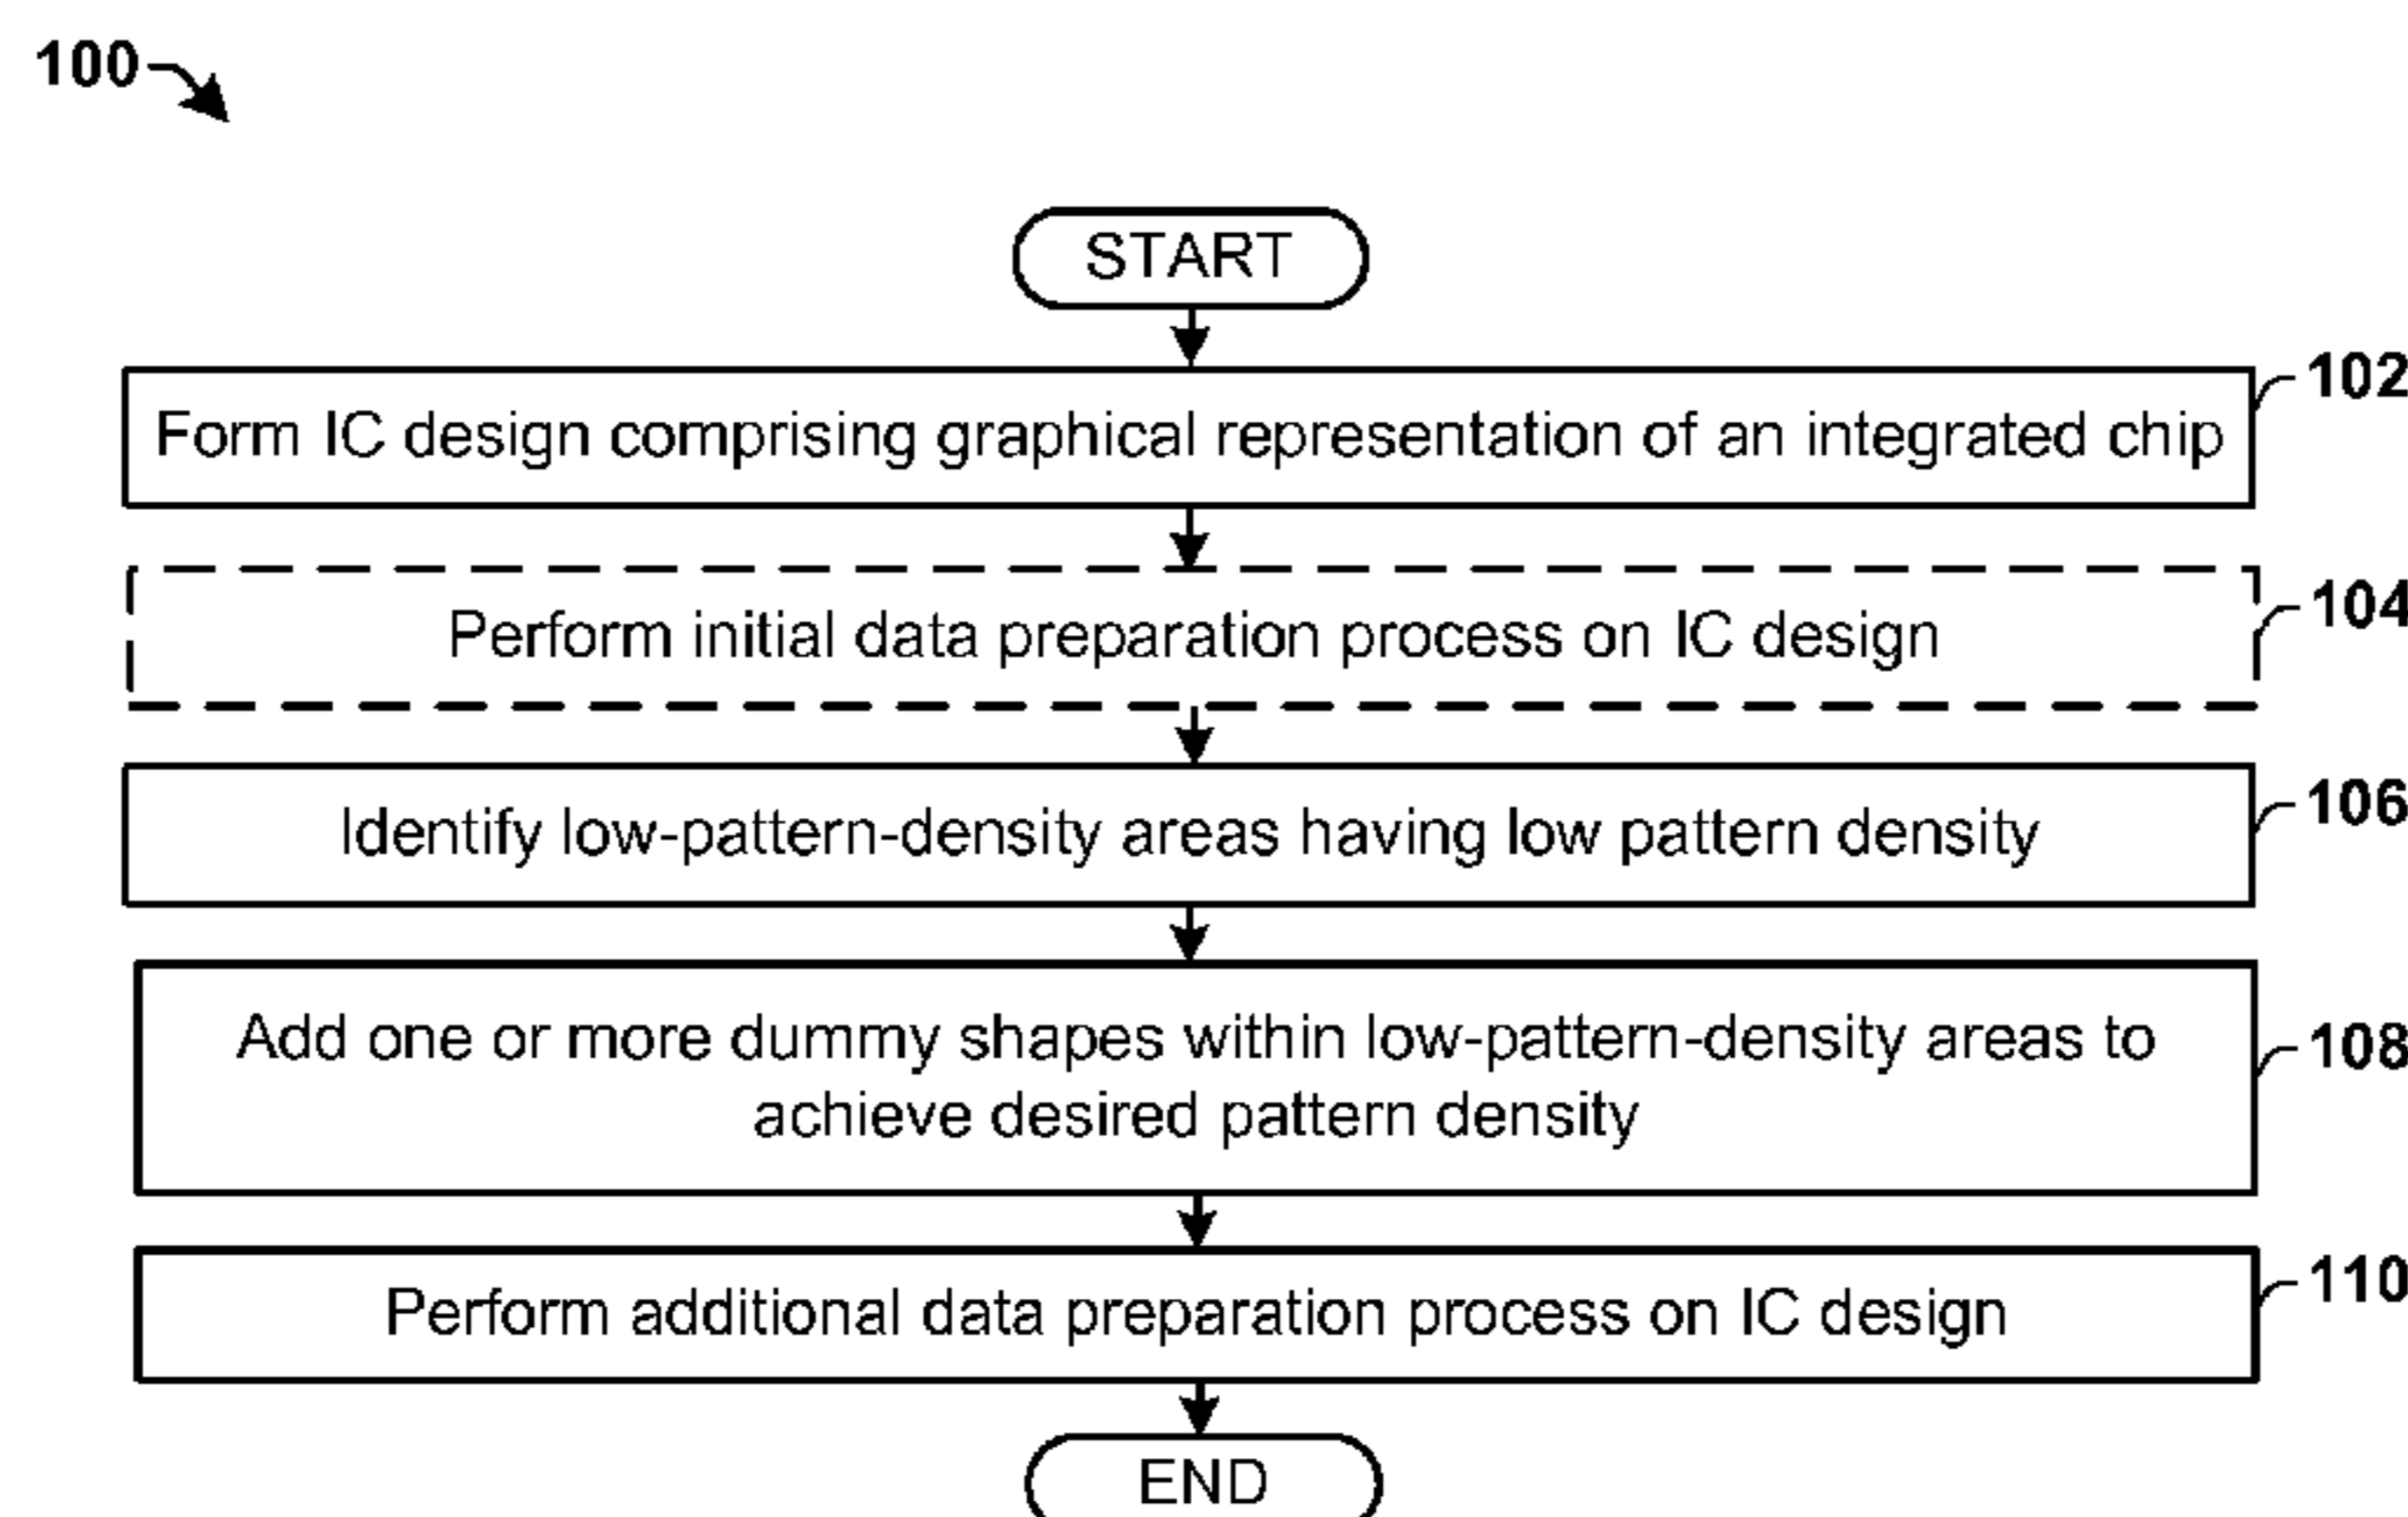 100
START
102
Form IC design comprising graphical representation of an integrated chip
104
Perform initial data preparation process on IC design
106
Identify low-pattern-density areas having low pattern density
Add one or more dummy shapes within low-pattern-density areas to
108
achieve desired pattern density
110
Perform additional data preparation process on IC design
END